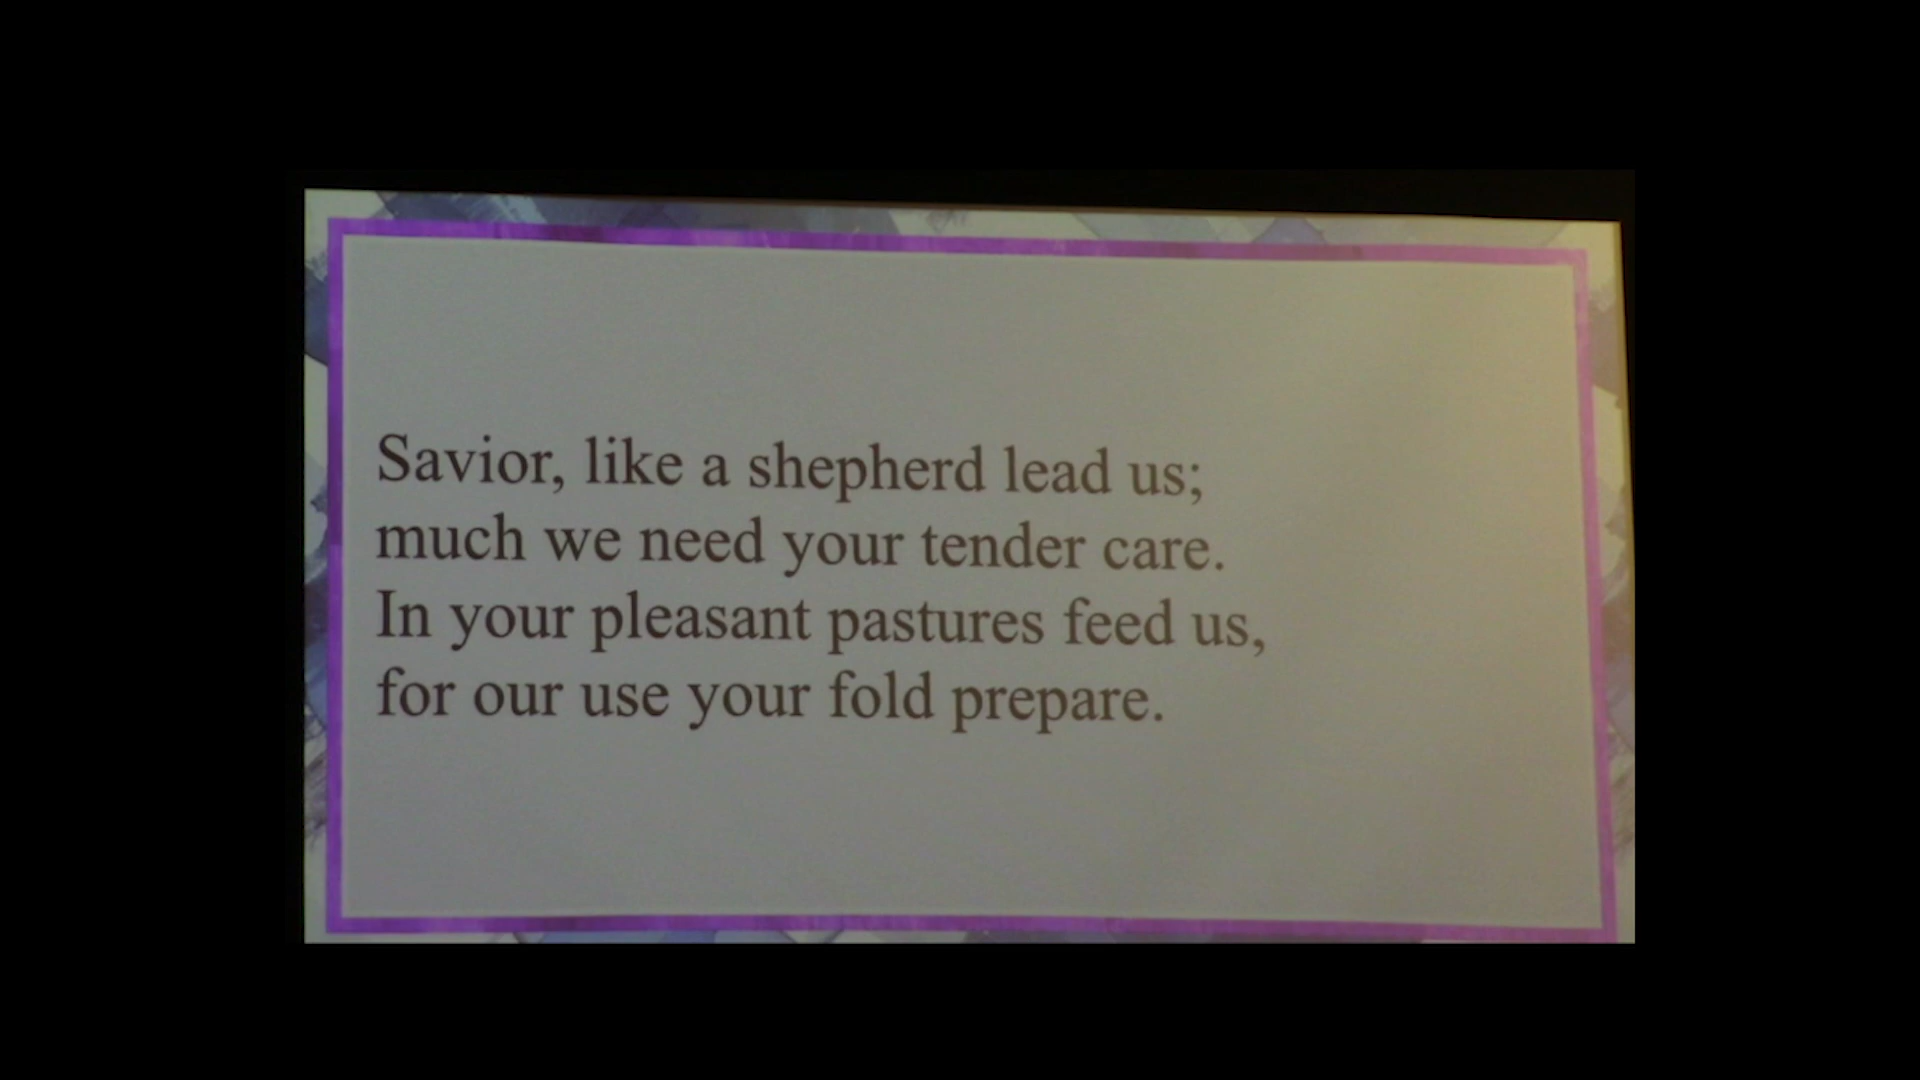 Savior, like a shepherd lead us;
much we need your tender care.
In your pleasant pastures feed us,
for our use your fold prepare.